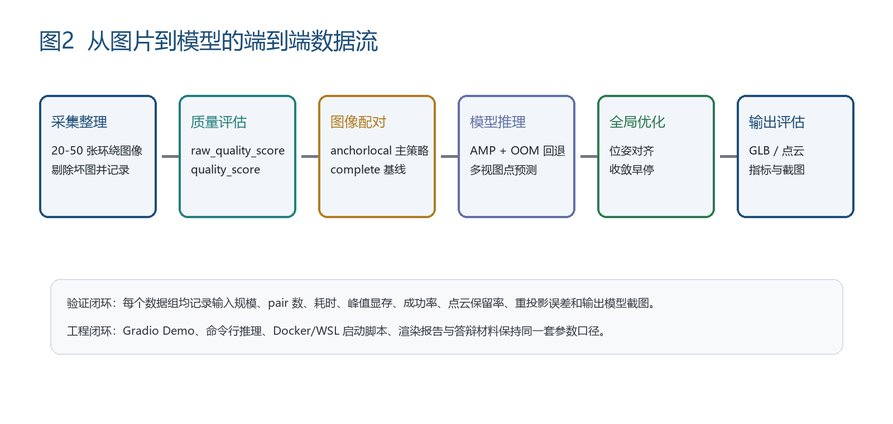 图2 从图片到模型的端到端数据流
采集整理
20-50 张环绕图像
剔除坏图并记录
质量评估
raw_quality_score
quality_score
图像配对
anchorlocal 主策略
complete 基线
模型推理
AMP + OOM 回退
多视图点预测
全局优化
位姿对齐
收敛早停
输出评估
GLB / 点云
指标与截图
验证闭环：每个数据组均记录输入规模、pair 数、耗时、峰值显存、成功率、点云保留率、重投影误差和输出模型截图。
工程闭环：Gradio Demo、命令行推理、Docker/WSL 启动脚本、渲染报告与答辩材料保持同一套参数口径。